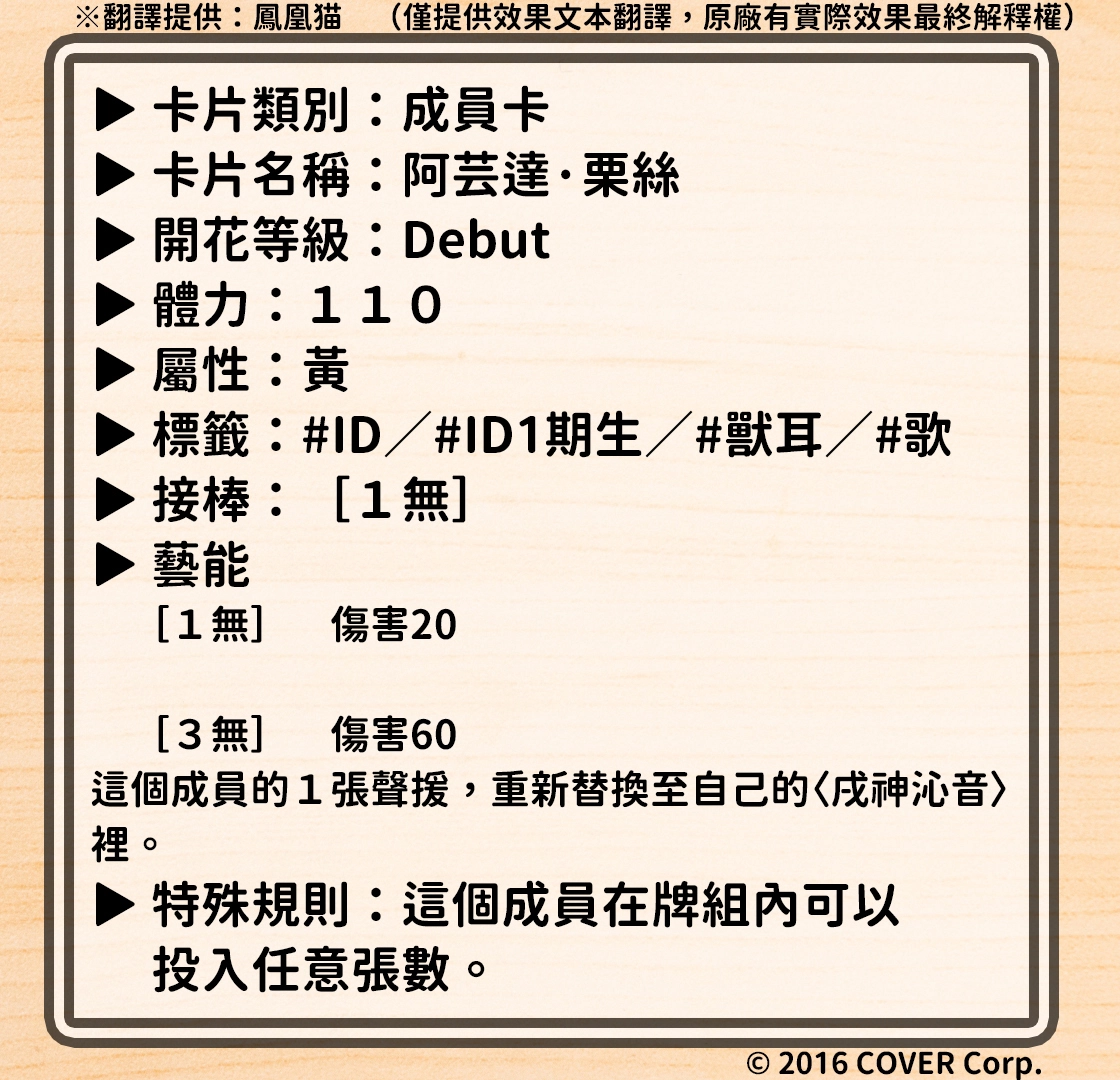 ※翻譯提供：鳳凰猫　（僅提供效果文本翻譯，原廠有實際效果最終解釋權）
▶ 卡片類別：成員卡
▶ 卡片名稱：阿芸達·栗絲
▶ 開花等級：Debut
▶ 體力：１１０
▶ 屬性：黃
▶ 標籤：#ID／#ID1期生／#獸耳／#歌
▶ 接棒：［１無］
▶ 藝能
［１無］　傷害20
［３無］　傷害60
這個成員的１張聲援，重新替換至自己的〈戌神沁音〉
裡。
▶ 特殊規則：這個成員在牌組內可以
投入任意張數。
© 2016 COVER Corp.